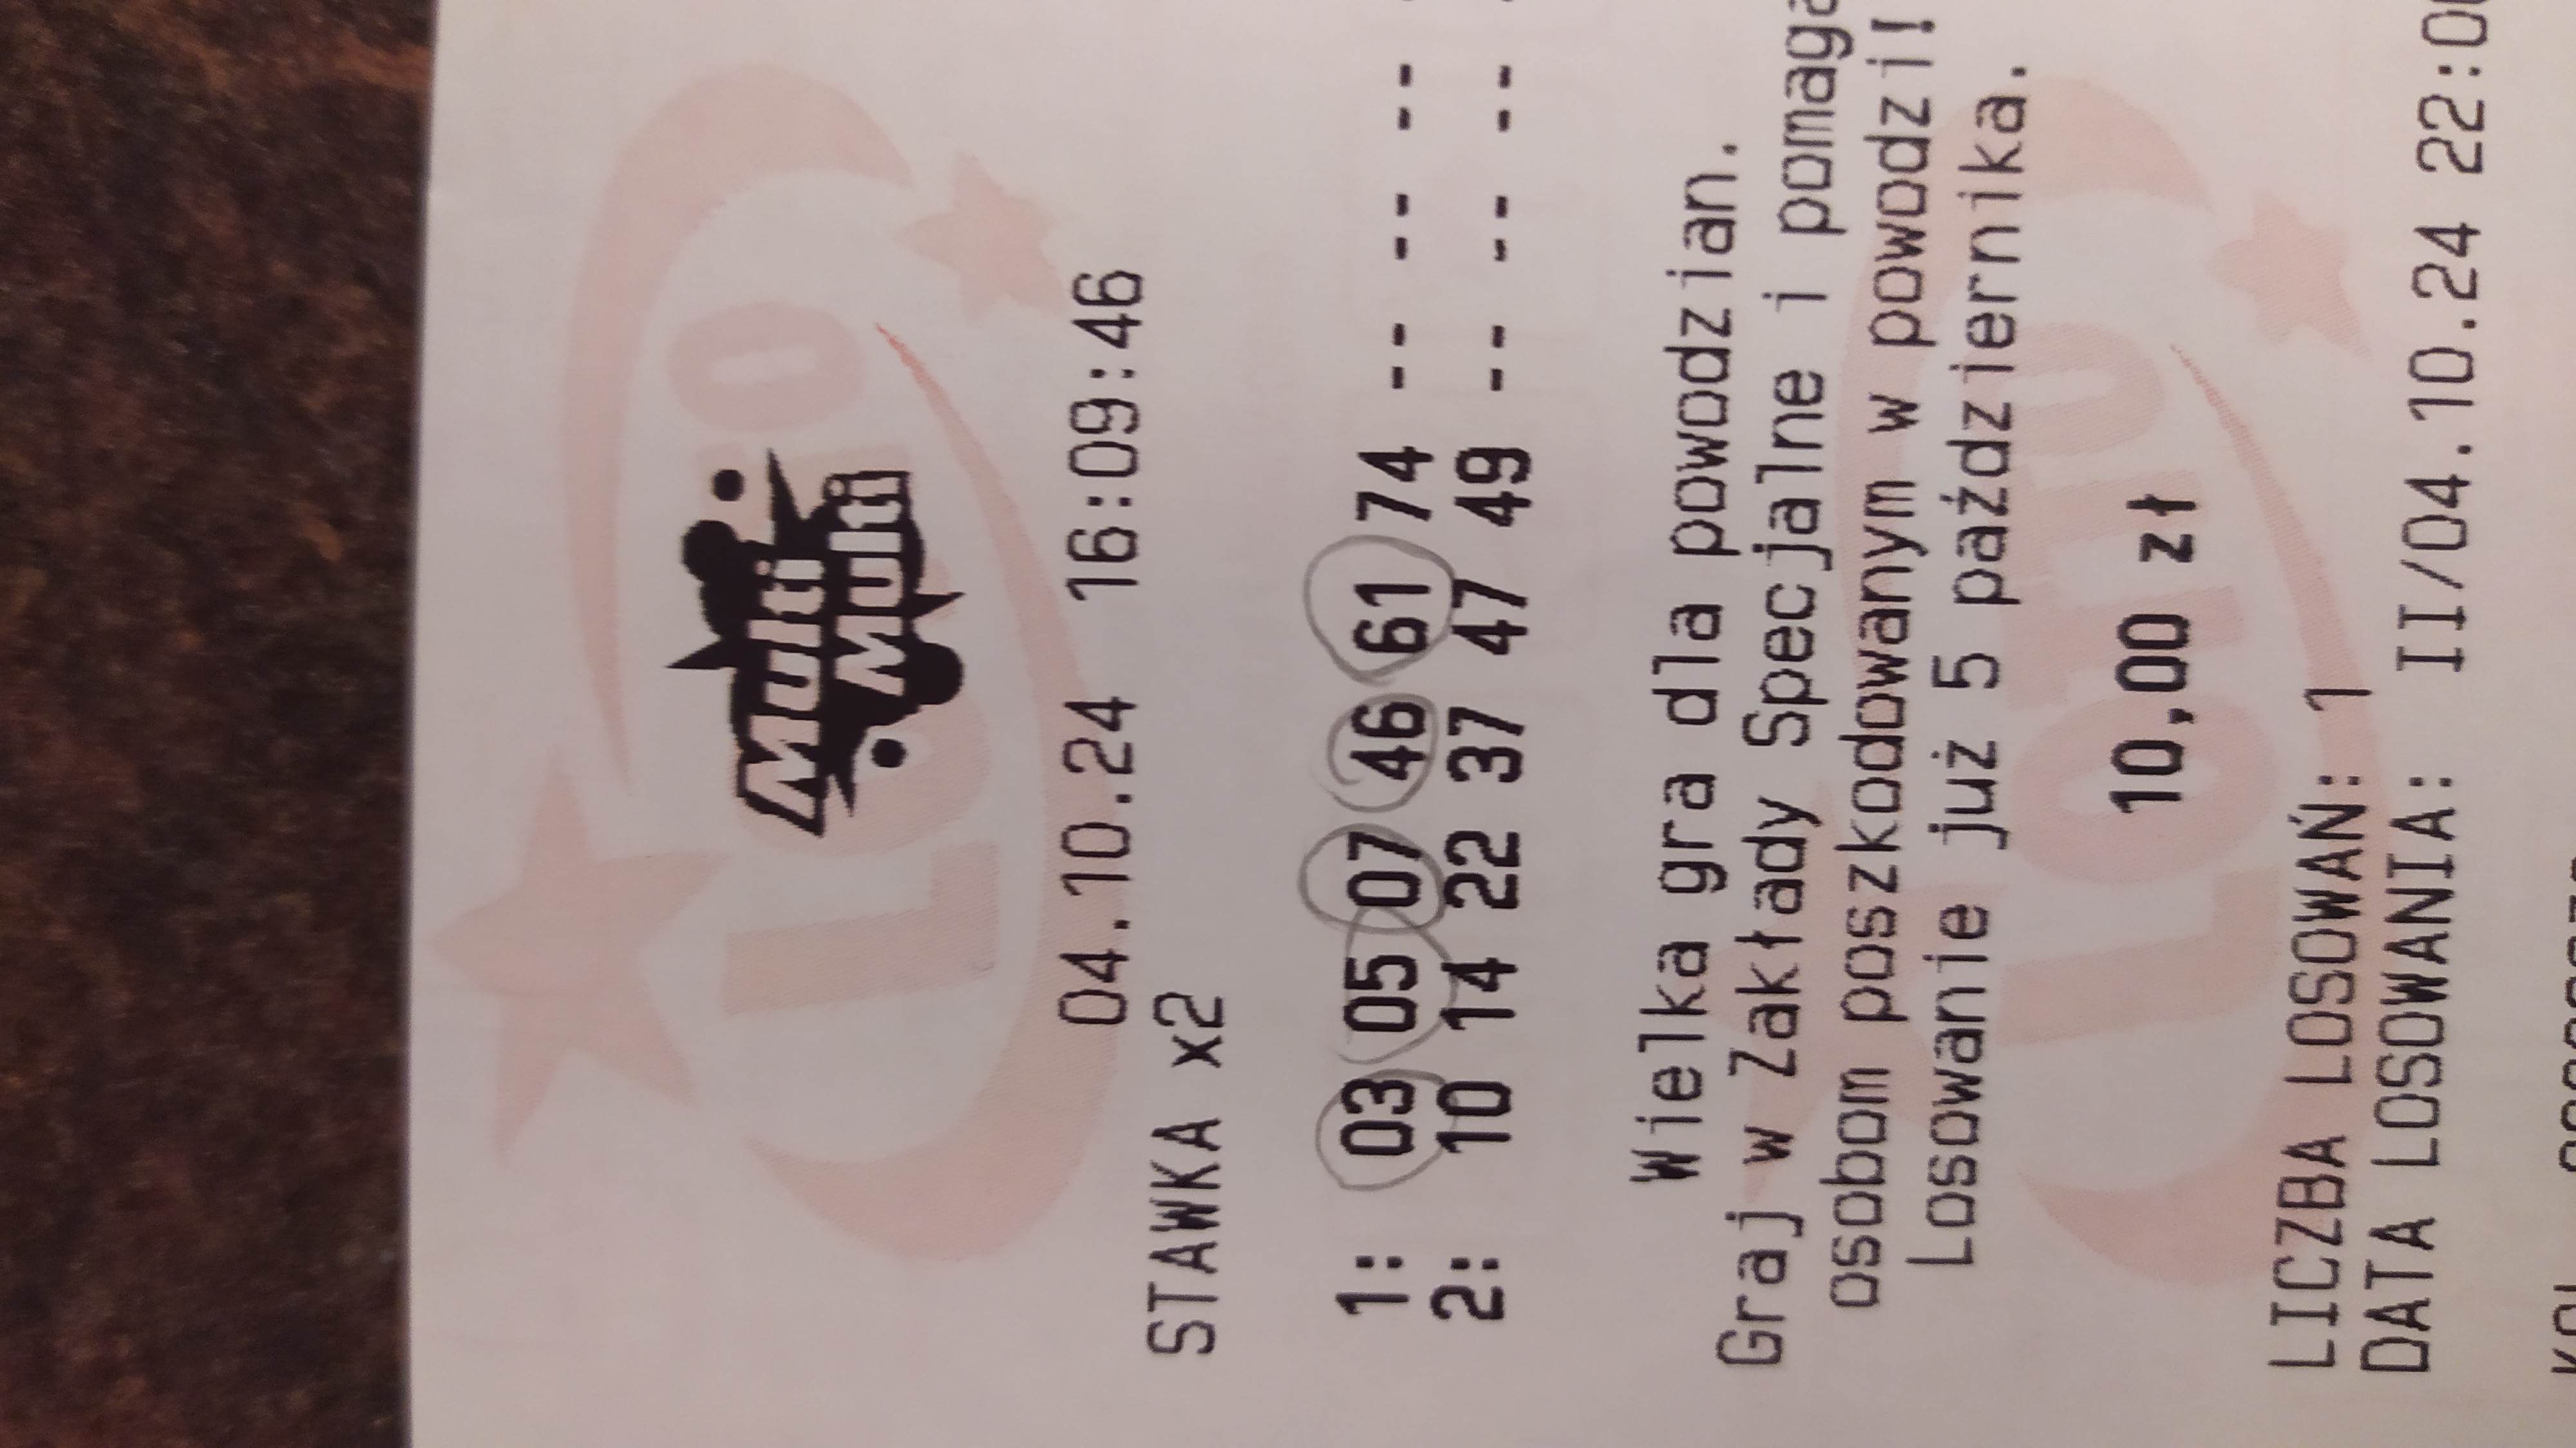 Multi
Multi
04.10.24 16:09:46
STAWKA x2
1: 03 05 07 46 61 74 -- -- --
2: 10 14 22 37 47 49 -- -- --
Wielka gra dla powodzian.
Graj w Zakłady Specjalne i pomaga
osobom poszkodowanym w powodzi!
Losowanie już 5 października.
10,00 zł
LICZBA LOSOWAŃ: 1
DATA LOSOWANIA: II/04.10.24 22:00